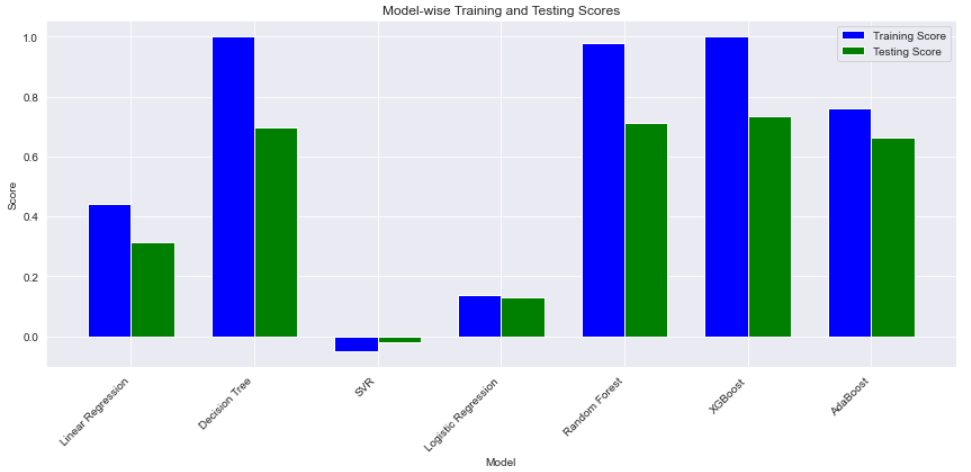 Model-wise Training and Testing Scores
Training Score
Testing Score
1.0
0.8
0.6
0.4
0.2
0.0
Score
Linear Regression
Decision Tree
SVR
Logistic Regression
Random Forest
XGBoost
AdaBoost
Model